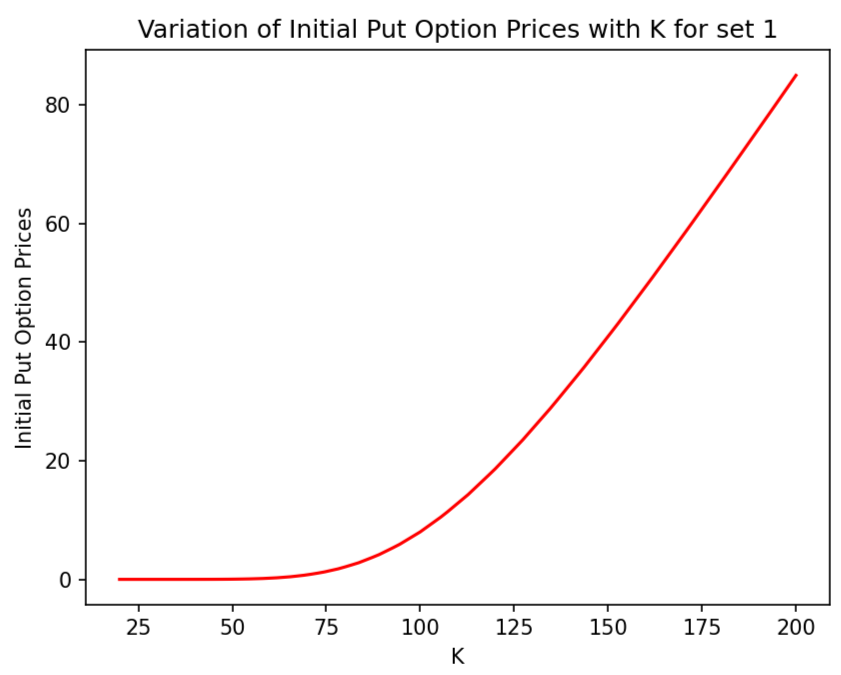 Variation of Initial Put Option Prices with K for set 1
Initial Put Option Prices
80
60
40
20
0
25 50 75 100 125 150 175 200
K